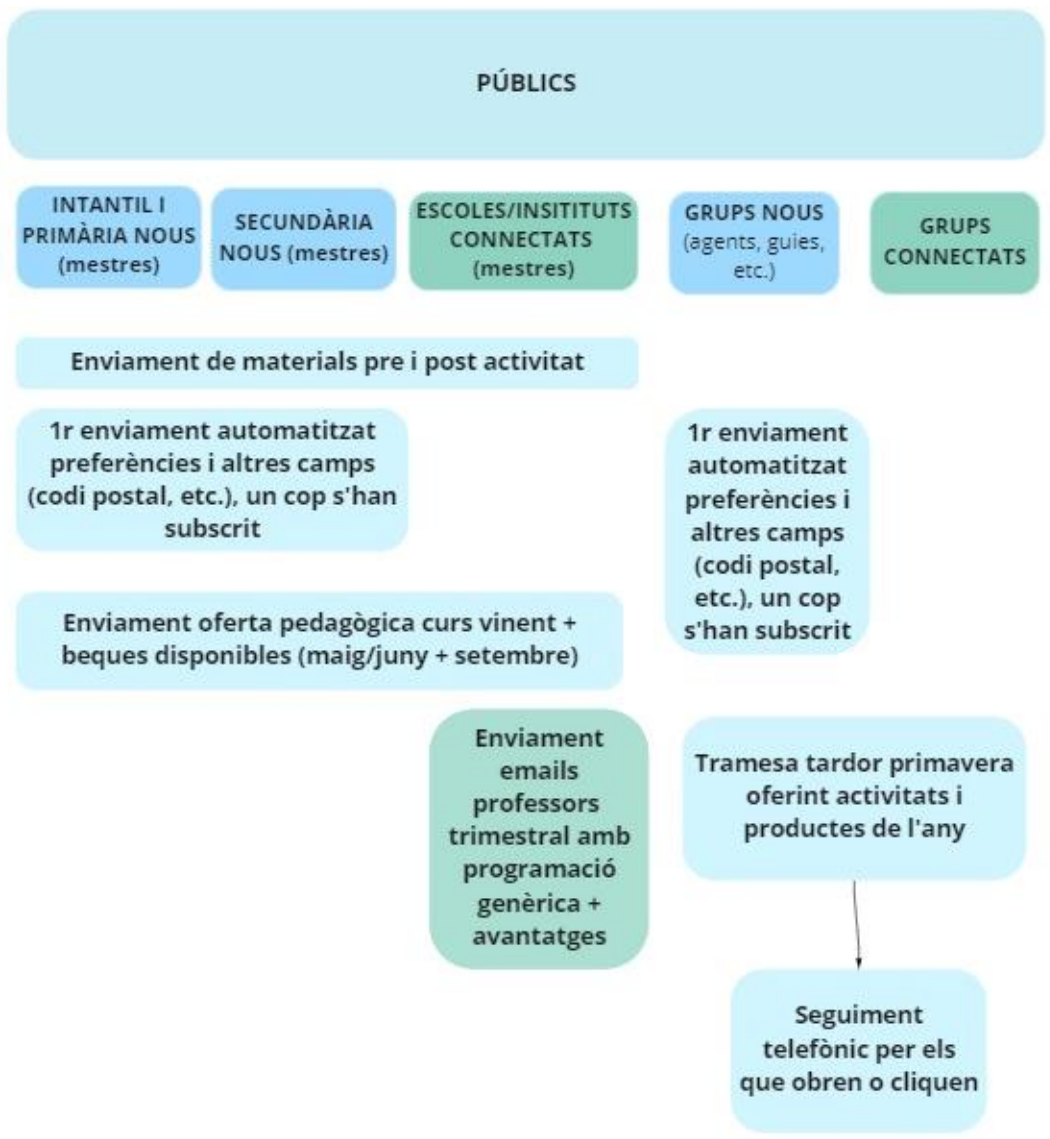 PÚBLICS
INTANTIL I
PRIMÀRIA NOUS
(mestres)
SECUNDÀRIA
NOUS (mestres)
ESCOLES/INSITITUTS
CONNECTATS
(mestres)
GRUPS NOUS
(agents, guies,
etc.)
GRUPS
CONNECTATS
Enviament de materials pre i post activitat
1r enviament automatitzat
preferències i altres camps
(codi postal, etc.), un cop s'han
subscrit
1r enviament
automatitzat
preferències i
altres camps
(codi postal,
etc.), un cop
s'han subscrit
Enviament oferta pedagògica curs vinent +
beques disponibles (maig/juny + setembre)
Enviament
emails
professors
trimestral amb
programació
genèrica +
avantatges
Tramesa tardor primavera
oferint activitats i
productes de l'any
Seguiment
telefònic per els
que obren o cliquen